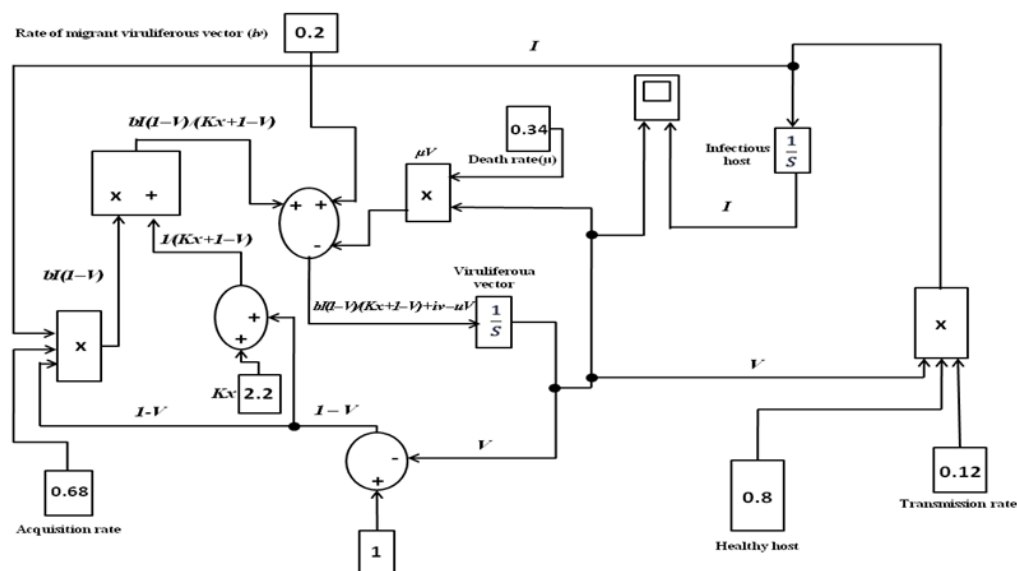 Rate of migrant viruliferous vector (iv)
0.2
I
bI(1-V)/(Kx+1-V)
0.34
Death rate(μ)
μV
Infectious
host
1
S
x +
+ +
-
x
I
1/(Kx+1-V)
bI(1-V)
Viruliferoua
vector
bI(1-V)/(Kx+1-V)+iv-uV
1
S
x
+
+
x
Kx
2.2
V
1-V
1-V
V
-
+
0.68
Acquisition rate
0.8
0.12
Transmission rate
1
Healthy host